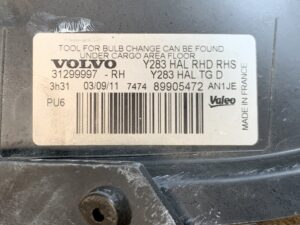 TOOL FOR BULB CHANGE CAN BE FOUND
UNDER CARGO AREA FLOOR
VOLVO Y283 HAL RHD RHS
31299997 - RH Y283 HAL TG D
3h31 03/09/11 7474 89905472 AN1JE
PU6
Valeo
MADE IN FRANCE